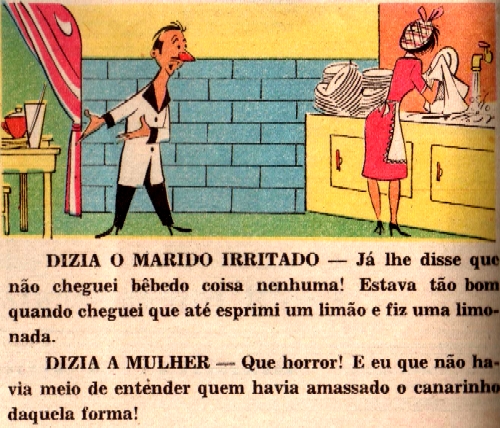 DIZIA O MARIDO IRRITADO — Já lhe disse que
não cheguei bêbedo coisa nenhuma! Estava tão bom
quando cheguei que até esprimi um limão e fiz uma limo-
nada.
DIZIA A MULHER — Que horror! E eu que não ha-
via meio de entender quem havia amassado o canarinho
daquela forma!